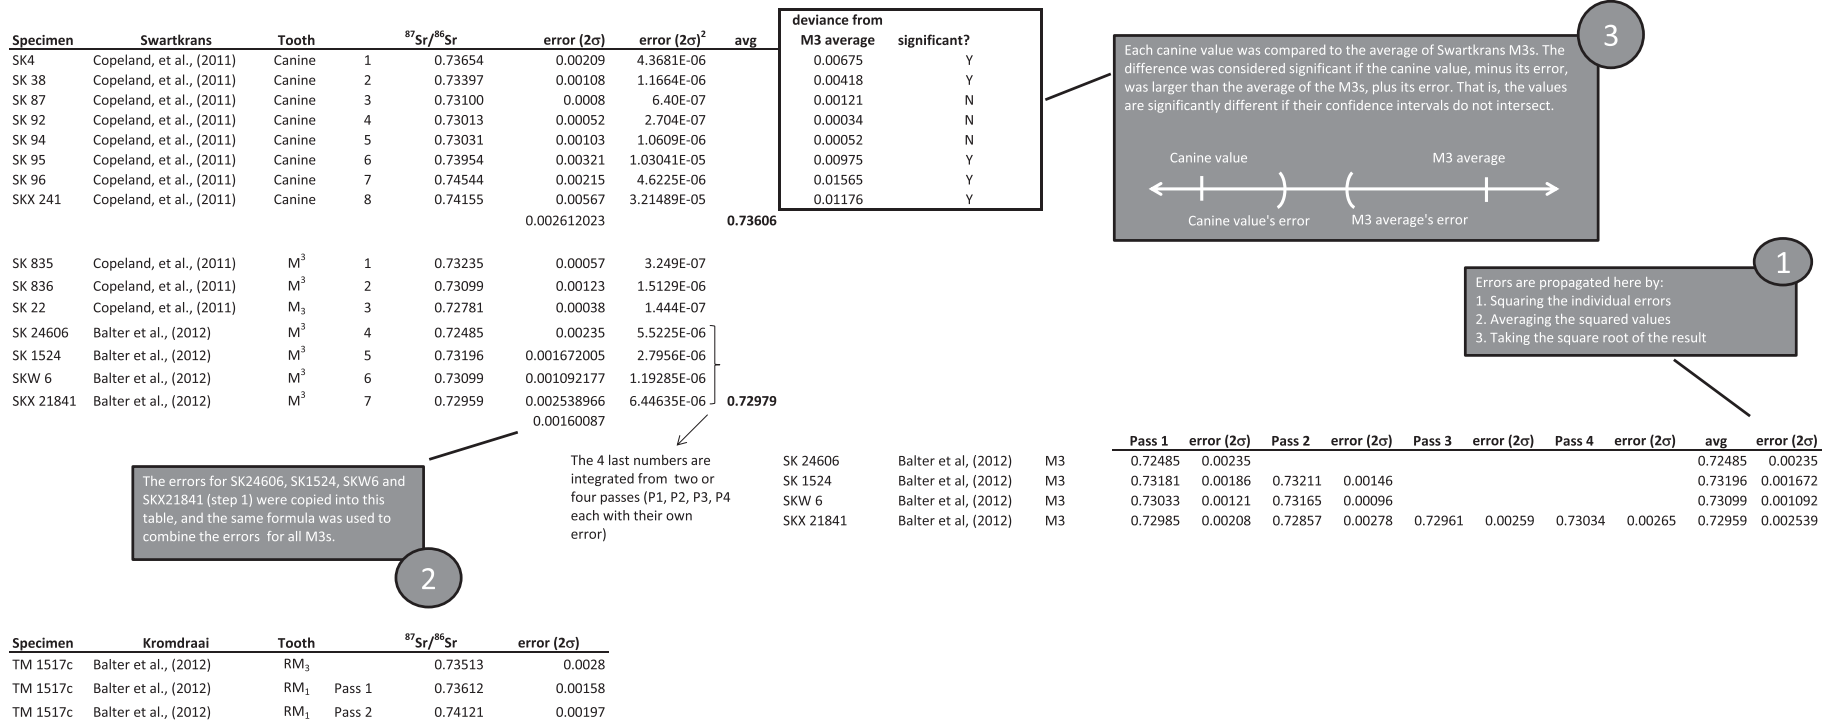 deviance from
Specimen Swartkrans Tooth ⁸⁷Sr/⁸⁶Sr error (2σ) error (2σ)² avg M3 average significant?
SK4 Copeland, et al., (2011) Canine 1 0.73654 0.00209 4.3681E-06 0.00675 Y
SK 38 Copeland, et al., (2011) Canine 2 0.73397 0.00108 1.1664E-06 0.00418 Y
SK 87 Copeland, et al., (2011) Canine 3 0.73100 0.0008 6.40E-07 0.00121 N
SK 92 Copeland, et al., (2011) Canine 4 0.73013 0.00052 2.704E-07 0.00034 N
SK 94 Copeland, et al., (2011) Canine 5 0.73031 0.00103 1.0609E-06 0.00052 N
SK 95 Copeland, et al., (2011) Canine 6 0.73954 0.00321 1.03041E-05 0.00975 Y
SK 96 Copeland, et al., (2011) Canine 7 0.74544 0.00215 4.6225E-06 0.01565 Y
SKX 241 Copeland, et al., (2011) Canine 8 0.74155 0.00567 3.21489E-05 0.01176 Y
0.002612023 0.73606
3
Each canine value was compared to the average of Swartkrans M3s. The
difference was considered significant if the canine value, minus its error,
was larger than the average of the M3s, plus its error. That is, the values
are significantly different if their confidence intervals do not intersect.
Canine value M3 average
Canine value's error M3 average's error
SK 835 Copeland, et al., (2011) M³ 1 0.73235 0.00057 3.249E-07
SK 836 Copeland, et al., (2011) M³ 2 0.73099 0.00123 1.5129E-06
SK 22 Copeland, et al., (2011) M₃ 3 0.72781 0.00038 1.444E-07
SK 24606 Balter et al., (2012) M³ 4 0.72485 0.00235 5.5225E-06
SK 1524 Balter et al., (2012) M³ 5 0.73196 0.001672005 2.7956E-06
SKW 6 Balter et al., (2012) M³ 6 0.73099 0.001092177 1.19285E-06
SKX 21841 Balter et al., (2012) M³ 7 0.72959 0.002538966 6.44635E-06 0.72979
0.00160087
1
Errors are propagated here by:
1. Squaring the individual errors
2. Averaging the squared values
3. Taking the square root of the result
The 4 last numbers are
integrated from two or
four passes (P1, P2, P3, P4
each with their own
error)
Pass 1 error (2σ) Pass 2 error (2σ) Pass 3 error (2σ) Pass 4 error (2σ) avg error (2σ)
SK 24606 Balter et al, (2012) M3 0.72485 0.00235 0.72485 0.00235
SK 1524 Balter et al, (2012) M3 0.73181 0.00186 0.73211 0.00146 0.73196 0.001672
SKW 6 Balter et al, (2012) M3 0.73033 0.00121 0.73165 0.00096 0.73099 0.001092
SKX 21841 Balter et al, (2012) M3 0.72985 0.00208 0.72857 0.00278 0.72961 0.00259 0.73034 0.00265 0.72959 0.002539
The errors for SK24606, SK1524, SKW6 and
SKX21841 (step 1) were copied into this
table, and the same formula was used to
combine the errors for all M3s.
2
Specimen Kromdraai Tooth ⁸⁷Sr/⁸⁶Sr error (2σ)
TM 1517c Balter et al., (2012) RM₃ 0.73513 0.0028
TM 1517c Balter et al., (2012) RM₁ Pass 1 0.73612 0.00158
TM 1517c Balter et al., (2012) RM₁ Pass 2 0.74121 0.00197